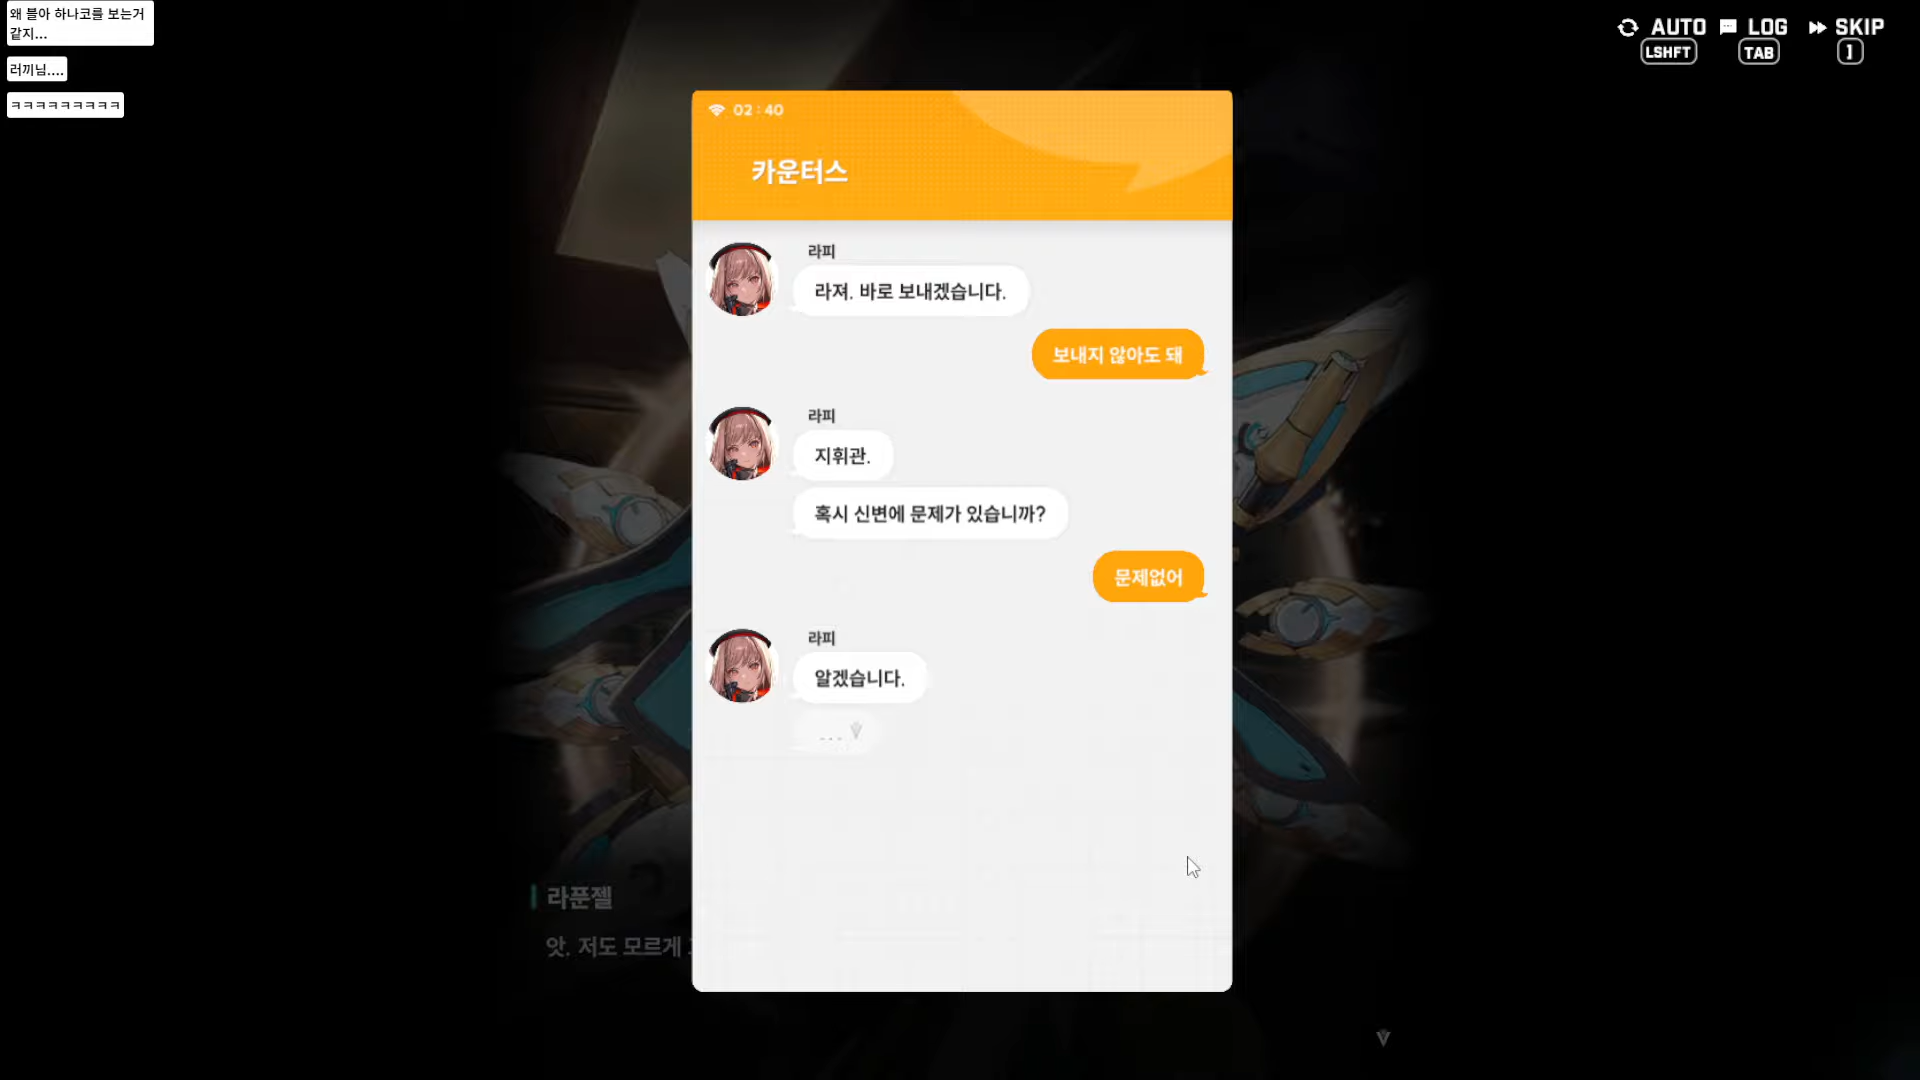 왜 블아 하나코를 보는거
같지...
러끼님....
ㅋㅋㅋㅋㅋㅋㅋㅋㅋ
AUTO LOG SKIP
LSHFT TAB ]
02:40
카운터스
라피
라져. 바로 보내겠습니다.
보내지 않아도 돼
라피
지휘관.
혹시 신변에 문제가 있습니까?
문제없어
라피
알겠습니다.
...
라푼젤
앗. 저도 모르게